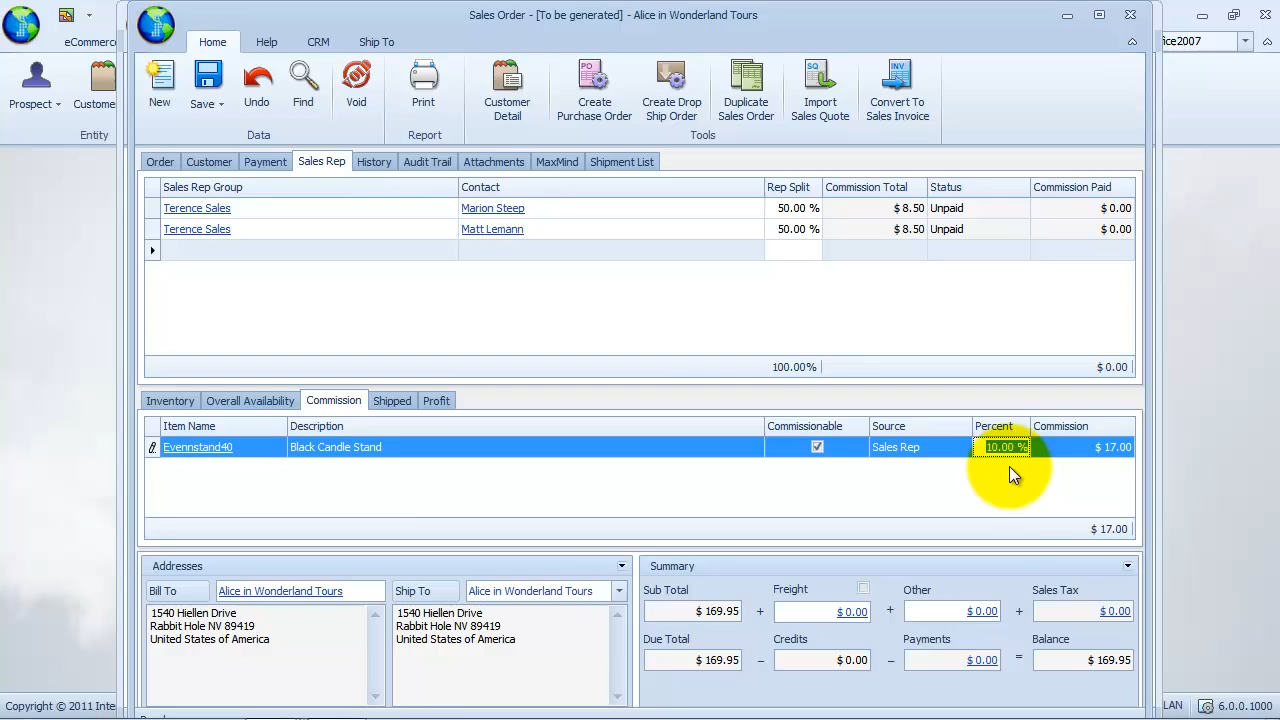 Sales Order - [To be generated] - Alice in Wonderland Tours
eCommerc
fice2007
Home Help CRM Ship To
Prospect Custome
Entity
New Save Undo Find Void
Data
Print
Report
Customer Detail
Create Purchase Order
Create Drop Ship Order
Duplicate Sales Order
Import Sales Quote
Convert To Sales Invoice
Tools
PO
SQ
INV
Order Customer Payment Sales Rep History Audit Trail Attachments MaxMind Shipment List
Sales Rep Group Contact Rep Split Commission Total Status Commission Paid
Terence Sales Marion Steep 50.00 % $ 8.50 Unpaid $ 0.00
Terence Sales Matt Lemann 50.00 % $ 8.50 Unpaid $ 0.00
100.00% $ 0.00
Inventory Overall Availability Commission Shipped Profit
Item Name Description Commissionable Source Percent Commission
Evennstand40 Black Candle Stand Sales Rep 10.00 % $ 17.00
$ 17.00
Addresses
Bill To Alice in Wonderland Tours
1540 Hiellen Drive
Rabbit Hole NV 89419
United States of America
Ship To Alice in Wonderland Tours
1540 Hiellen Drive
Rabbit Hole NV 89419
United States of America
Summary
Sub Total Freight Other Sales Tax
$ 169.95 + $ 0.00 + $ 0.00 + $ 0.00
Due Total Credits Payments Balance
$ 169.95 – $ 0.00 – $ 0.00 = $ 169.95
Copyright © 2011 Inte
LAN 6.0.0.1000